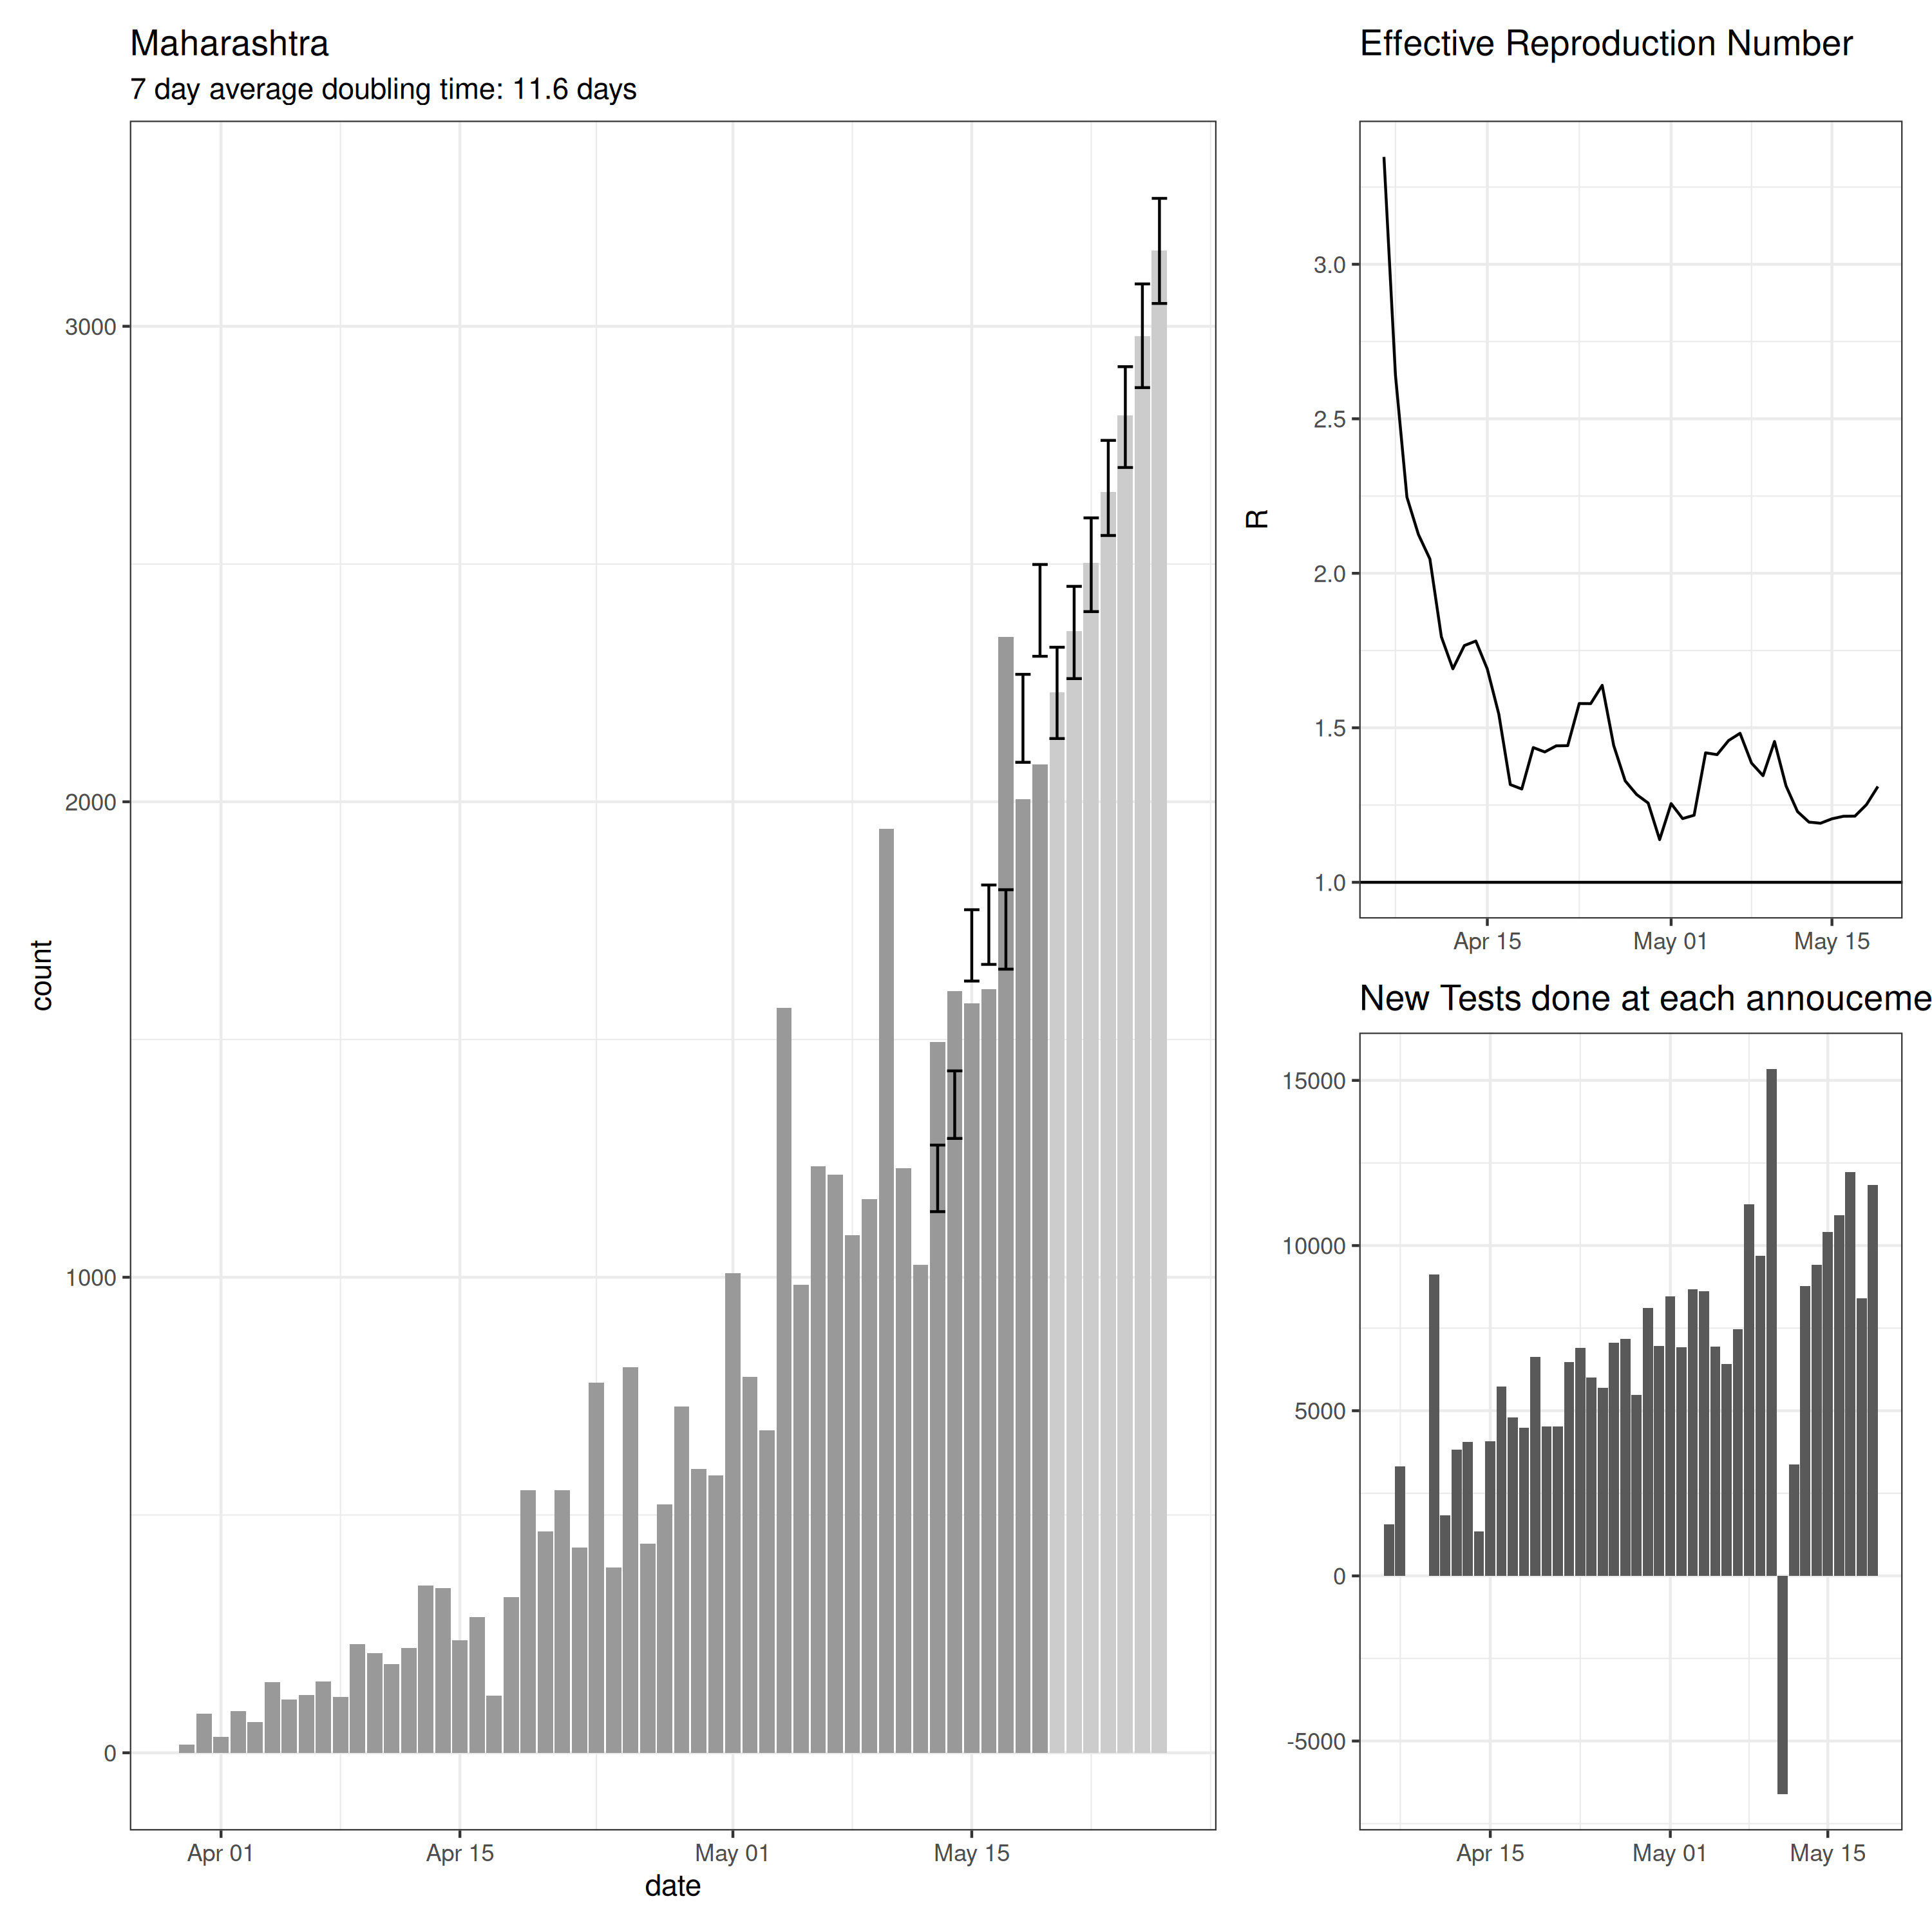 Maharashtra
7 day average doubling time: 11.6 days
count
3000
2000
1000
0
Apr 01
Apr 15
May 01
May 15
date
Effective Reproduction Number
R
3.0
2.5
2.0
1.5
1.0
Apr 15
May 01
May 15
New Tests done at each annouceme
15000
10000
5000
0
-5000
Apr 15
May 01
May 15